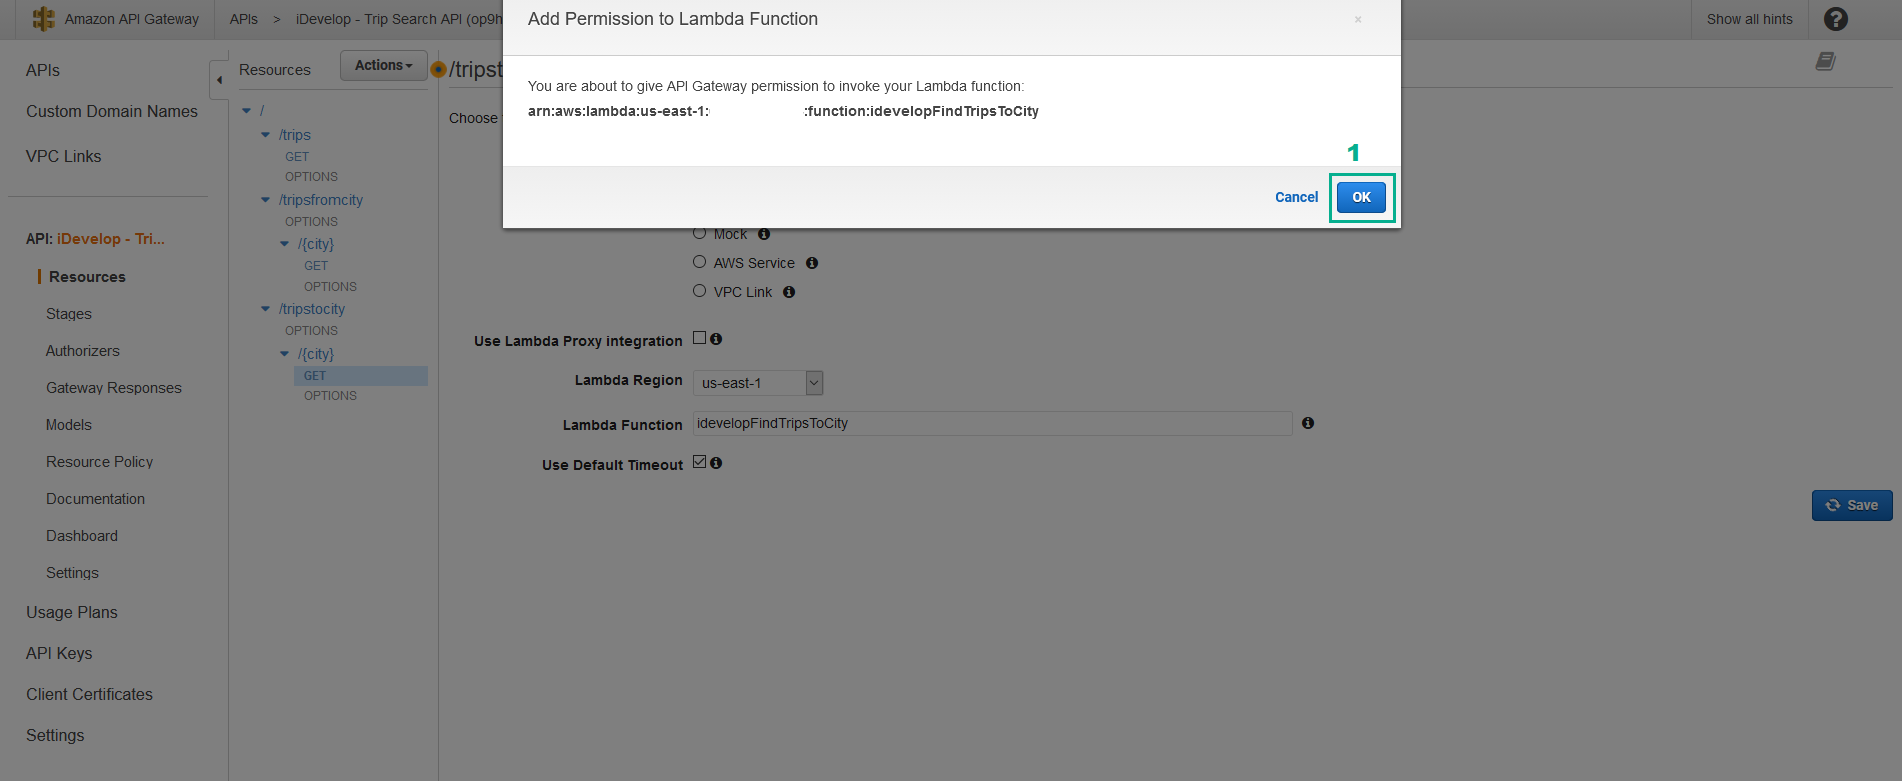 Amazon API Gateway
APIs > iDevelop - Trip Search API (op9h
Show all hints
?
Add Permission to Lambda Function
×
You are about to give API Gateway permission to invoke your Lambda function:
arn:aws:lambda:us-east-1:
:function:idevelopFindTripsToCity
1
Cancel
OK
APIs
Custom Domain Names
VPC Links
API: iDevelop - Tri...
Resources
Stages
Authorizers
Gateway Responses
Models
Resource Policy
Documentation
Dashboard
Settings
Usage Plans
API Keys
Client Certificates
Settings
Resources
Actions
/
/trips
GET
OPTIONS
/tripsfromcity
OPTIONS
/{city}
GET
OPTIONS
/tripstocity
OPTIONS
/{city}
GET
OPTIONS
/tripst
Choose
Mock
AWS Service
VPC Link
Use Lambda Proxy integration
Lambda Region us-east-1
Lambda Function idevelopFindTripsToCity
Use Default Timeout
Save